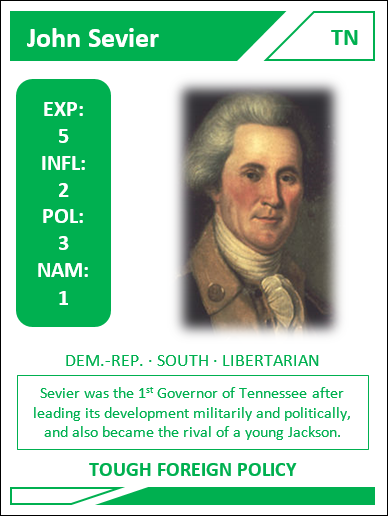 John Sevier
TN
EXP:
5
INFL:
2
POL:
3
NAM:
1
DEM.-REP. · SOUTH · LIBERTARIAN
Sevier was the 1st Governor of Tennessee after
leading its development militarily and politically,
and also became the rival of a young Jackson.
TOUGH FOREIGN POLICY